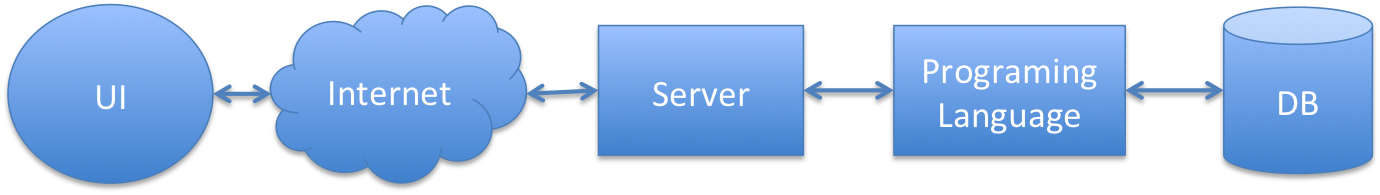 UI
Internet
Server
Programing
Language
DB